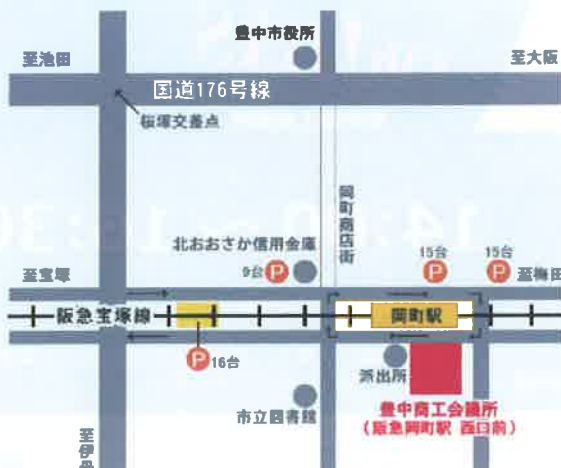 豊中市役所
至池田
至大阪
国道176号線
桜塚交差点
岡町商店街
北おおさか信用金庫
9台 P
15台
P
15台
P
至宝塚
至梅田
阪急宝塚線
岡町駅
P 16台
派出所
市立図書館
豊中商工会議所
(阪急岡町駅 西口前)
至伊丹